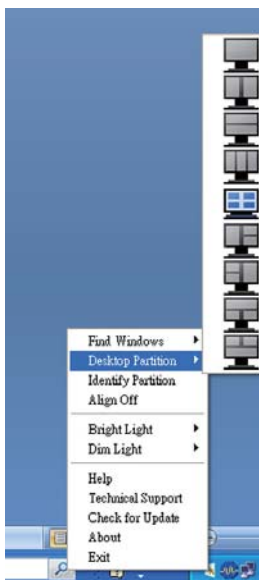 Find Windows
Desktop Partition
Identify Partition
Align Off
Bright Light
Dim Light
Help
Technical Support
Check for Update
About
Exit